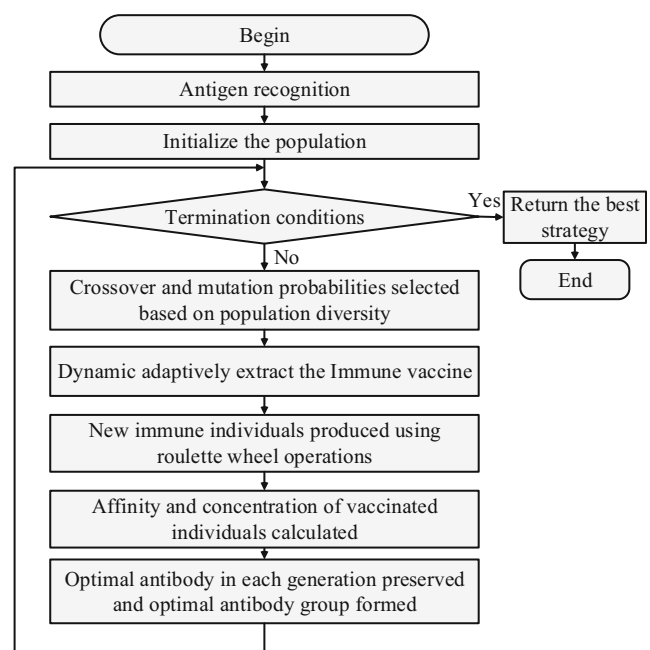 Begin
Antigen recognition
Initialize the population
Termination conditions
Yes
Return the best
strategy
End
No
Crossover and mutation probabilities selected
based on population diversity
Dynamic adaptively extract the Immune vaccine
New immune individuals produced using
roulette wheel operations
Affinity and concentration of vaccinated
individuals calculated
Optimal antibody in each generation preserved
and optimal antibody group formed